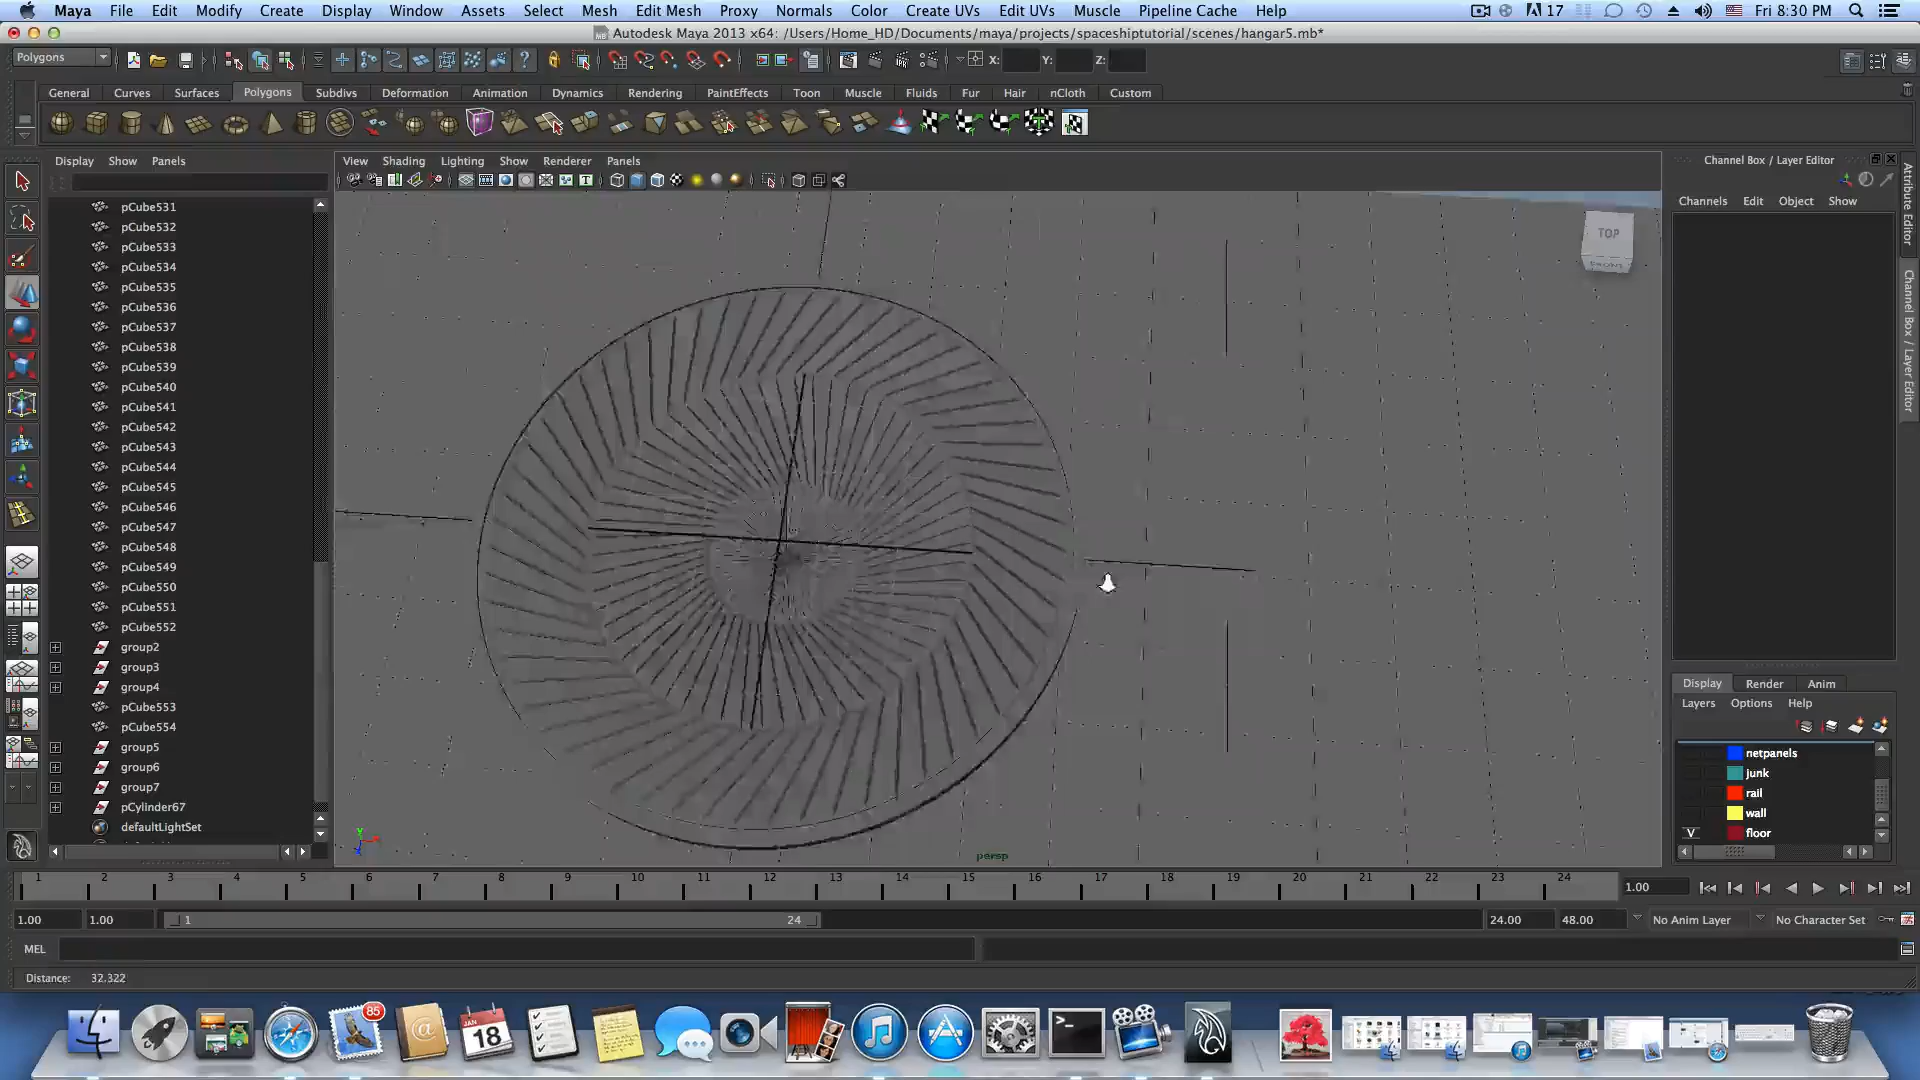 Maya File Edit Modify Create Display Window Assets Select Mesh Edit Mesh Proxy Normals Color Create UVs Edit UVs Muscle Pipeline Cache Help 17 Fri 8:30 PM
Autodesk Maya 2013 x64: /Users/Home_HD/Documents/maya/projects/spaceshiptutorial/scenes/hangar5.mb*
Polygons X: Y: Z:
General Curves Surfaces Polygons Subdivs Deformation Animation Dynamics Rendering PaintEffects Toon Muscle Fluids Fur Hair nCloth Custom
Display Show Panels
View Shading Lighting Show Renderer Panels
Channel Box / Layer Editor
Channels Edit Object Show
Attribute Editor
Channel Box / Layer Editor
TOP
pCube531
pCube532
pCube533
pCube534
pCube535
pCube536
pCube537
pCube538
pCube539
pCube540
pCube541
pCube542
pCube543
pCube544
pCube545
pCube546
pCube547
pCube548
pCube549
pCube550
pCube551
pCube552
group2
group3
group4
pCube553
pCube554
group5
group6
group7
pCylinder67
defaultLightSet
persp
Display Render Anim
Layers Options Help
netpanels
junk
rail
wall
V floor
1 2 3 4 5 6 7 8 9 10 11 12 13 14 15 16 17 18 19 20 21 22 23 24 1.00
1.00 1.00 1 24 24.00 48.00 No Anim Layer No Character Set
MEL
Distance: 32.322
85
JAN
18